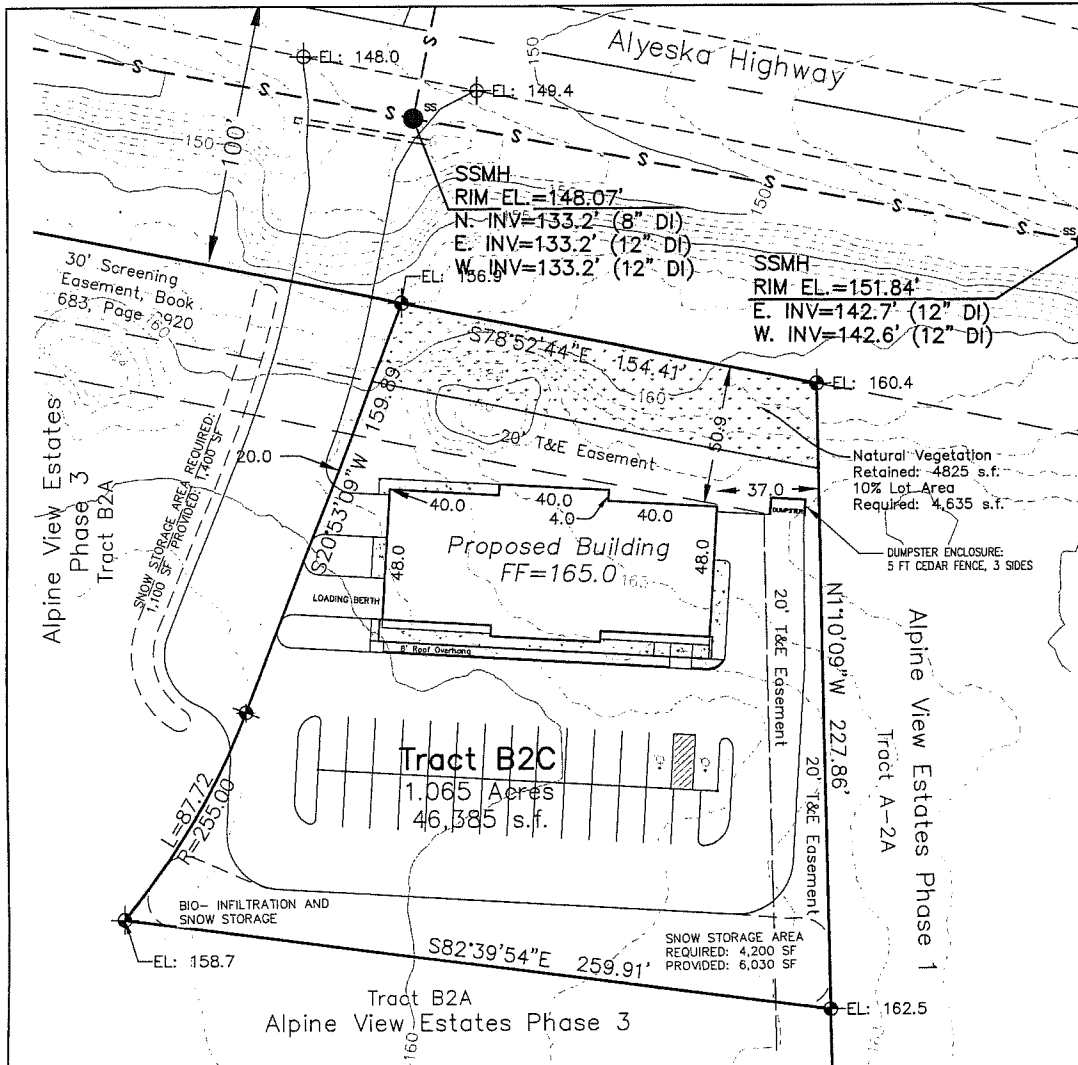 Alyeska Highway
150
EL: 148.0
EL: 149.4
S
S
S
S
S
S
S
S
SS
SS
150
150
100'
SSMH
RIM EL.=148.07'
N. INV=133.2' (8" DI)
E. INV=133.2' (12" DI)
W. INV=133.2' (12" DI)
SSMH
RIM EL.=151.84'
E. INV=142.7' (12" DI)
W. INV=142.6' (12" DI)
30' Screening
Easement, Book
683, Page 0920
160
EL: 156.9
S78°52'44"E 154.41'
EL: 160.4
160
Alpine View Estates
Phase 3
Tract B2A
SNOW STORAGE AREA REQUIRED:
1,100 SF PROVIDED: 1,400 SF
20.0
S20°53'09"W 159.89
20' T&E Easement
50.9
37.0
DUMPSTER
Natural Vegetation
Retained: 4825 s.f.
10% Lot Area
Required: 4,635 s.f.
DUMPSTER ENCLOSURE:
5 FT CEDAR FENCE, 3 SIDES
40.0
40.0
4.0
40.0
48.0
48.0
Proposed Building
FF=165.0
165
LOADING BERTH
6' Roof Overhang
20' T&E Easement
20' T&E Easement
N1°10'09"W 227.86'
Alpine View Estates Phase 1
Tract A-2A
Tract B2C
1.065 Acres
46,385 s.f.
L=87.72
R=255.00
BIO- INFILTRATION AND
SNOW STORAGE
EL: 158.7
S82°39'54"E 259.91'
SNOW STORAGE AREA
REQUIRED: 4,200 SF
PROVIDED: 6,030 SF
EL: 162.5
Tract B2A
Alpine View Estates Phase 3
160